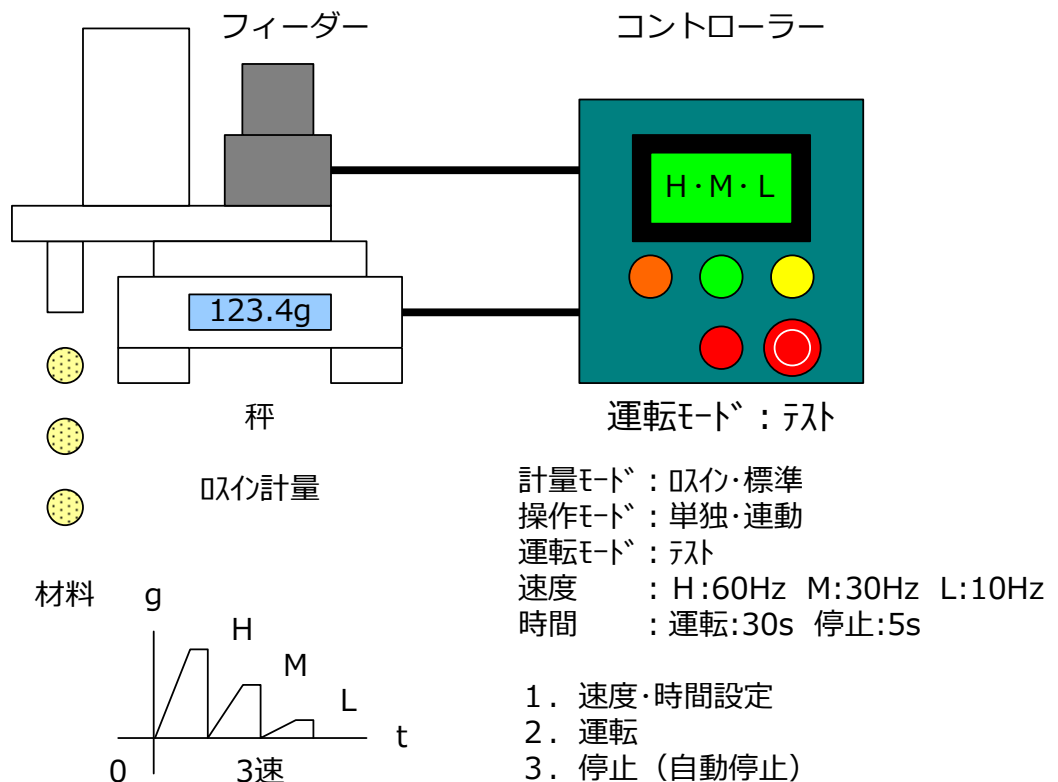 フィーダー
コントローラー
H・M・L
123.4g
秤
運転ﾓｰﾄﾞ:ﾃｽﾄ
ﾛｽｲﾝ計量
計量ﾓｰﾄﾞ:ﾛｽｲﾝ･標準
操作ﾓｰﾄﾞ:単独･連動
運転ﾓｰﾄﾞ:ﾃｽﾄ
速度　　:H:60Hz M:30Hz L:10Hz
時間　　:運転:30s 停止:5s
材料
g
H
M
L
t
0
3速
1. 速度･時間設定
2. 運転
3. 停止(自動停止)